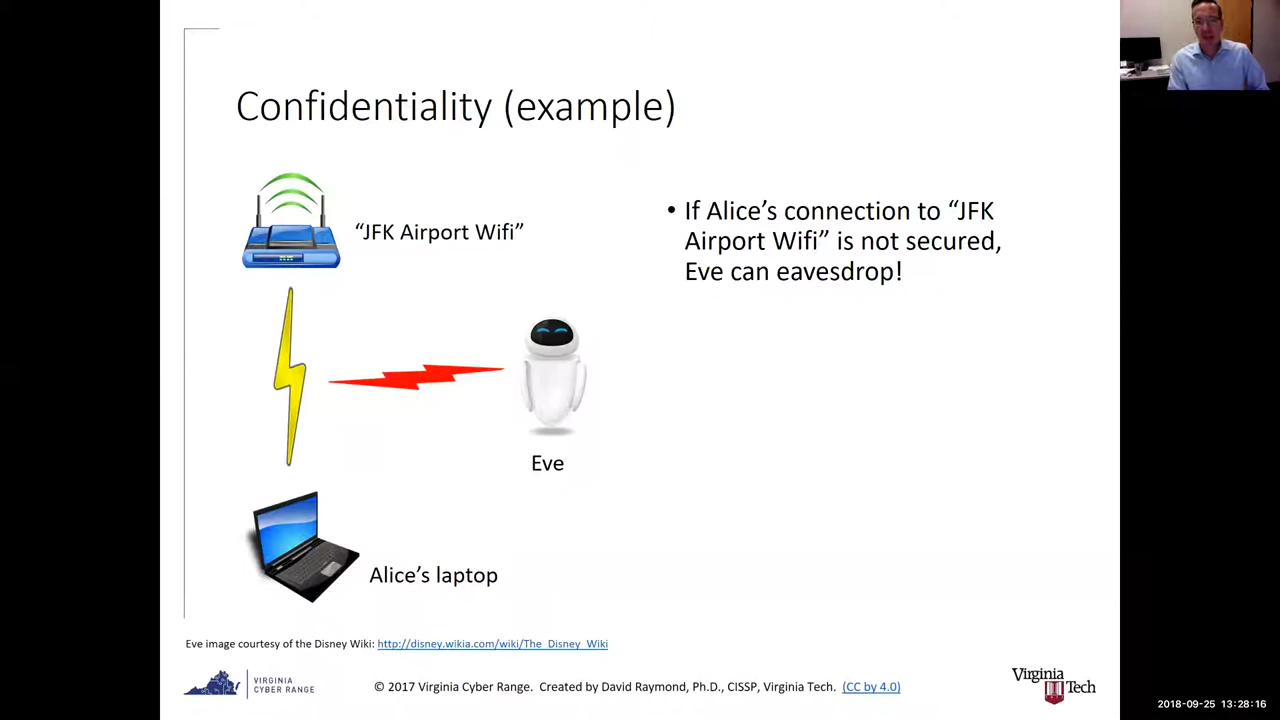 Confidentiality (example)
“JFK Airport Wifi”
• If Alice’s connection to “JFK
Airport Wifi” is not secured,
Eve can eavesdrop!
Eve
Alice’s laptop
Eve image courtesy of the Disney Wiki: http://disney.wikia.com/wiki/The_Disney_Wiki
VIRGINIA
CYBER RANGE
© 2017 Virginia Cyber Range. Created by David Raymond, Ph.D., CISSP, Virginia Tech. (CC by 4.0)
Virginia
Tech
2018-09-25 13:28:16